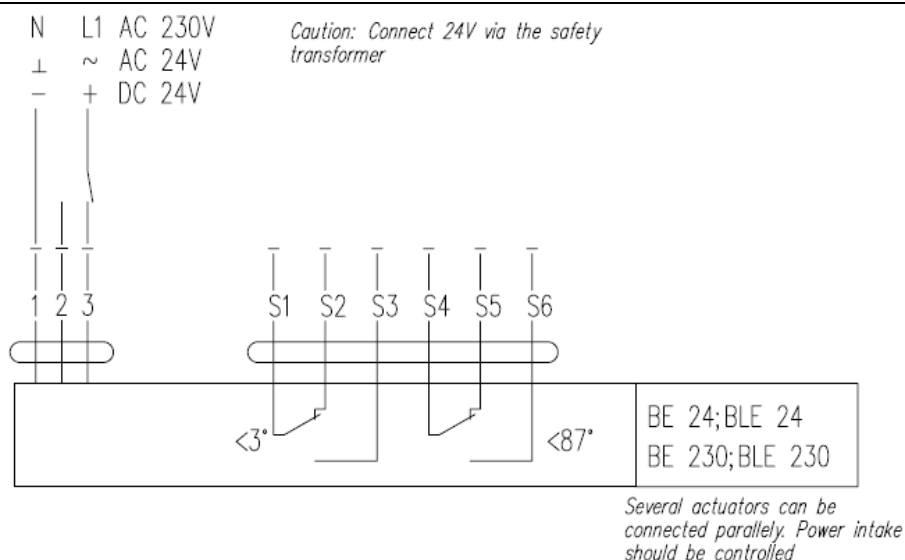 N L1 AC 230V
⊥ ~ AC 24V
− + DC 24V
Caution: Connect 24V via the safety
transformer
1 2 3 S1 S2 S3 S4 S5 S6
<3° <87°
BE 24;BLE 24
BE 230;BLE 230
Several actuators can be
connected parallely. Power intake
should be controlled